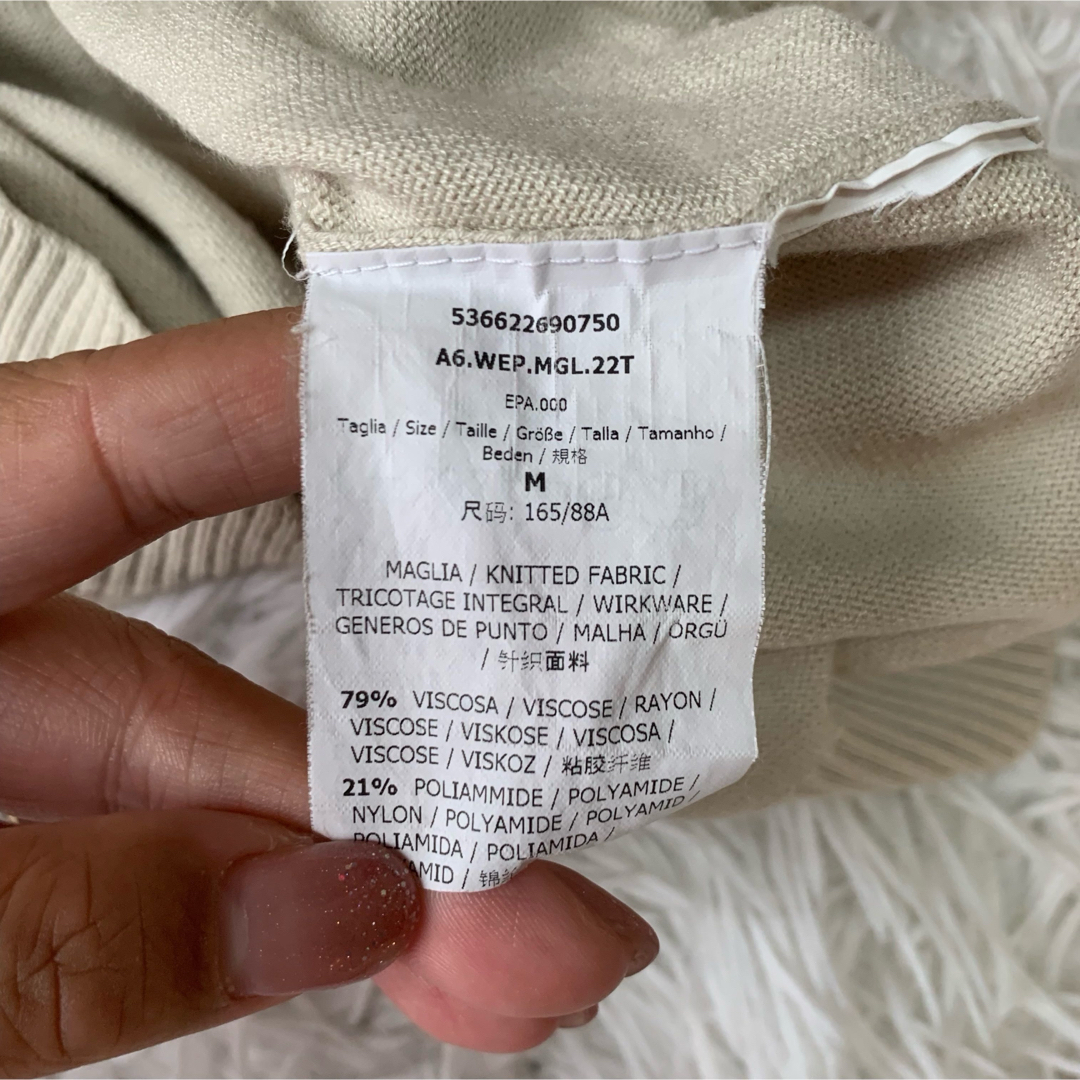 536622690750
A6.WEP.MGL.22T
EPA.000
Taglia / Size / Taille / Größe / Talla / Tamanho /
Beden / 規格
M
尺码: 165/88A
MAGLIA / KNITTED FABRIC /
TRICOTAGE INTEGRAL / WIRKWARE /
GENEROS DE PUNTO / MALHA / ÖRGÜ
/ 针织面料
79% VISCOSA / VISCOSE / RAYON /
VISCOSE / VISKOSE / VISCOSA /
VISCOSE / VISKOZ / 粘胶纤维
21% POLIAMMIDE / POLYAMIDE /
NYLON / POLYAMIDE / POLYAMID /
POLIAMIDA / POLIAMIDA /